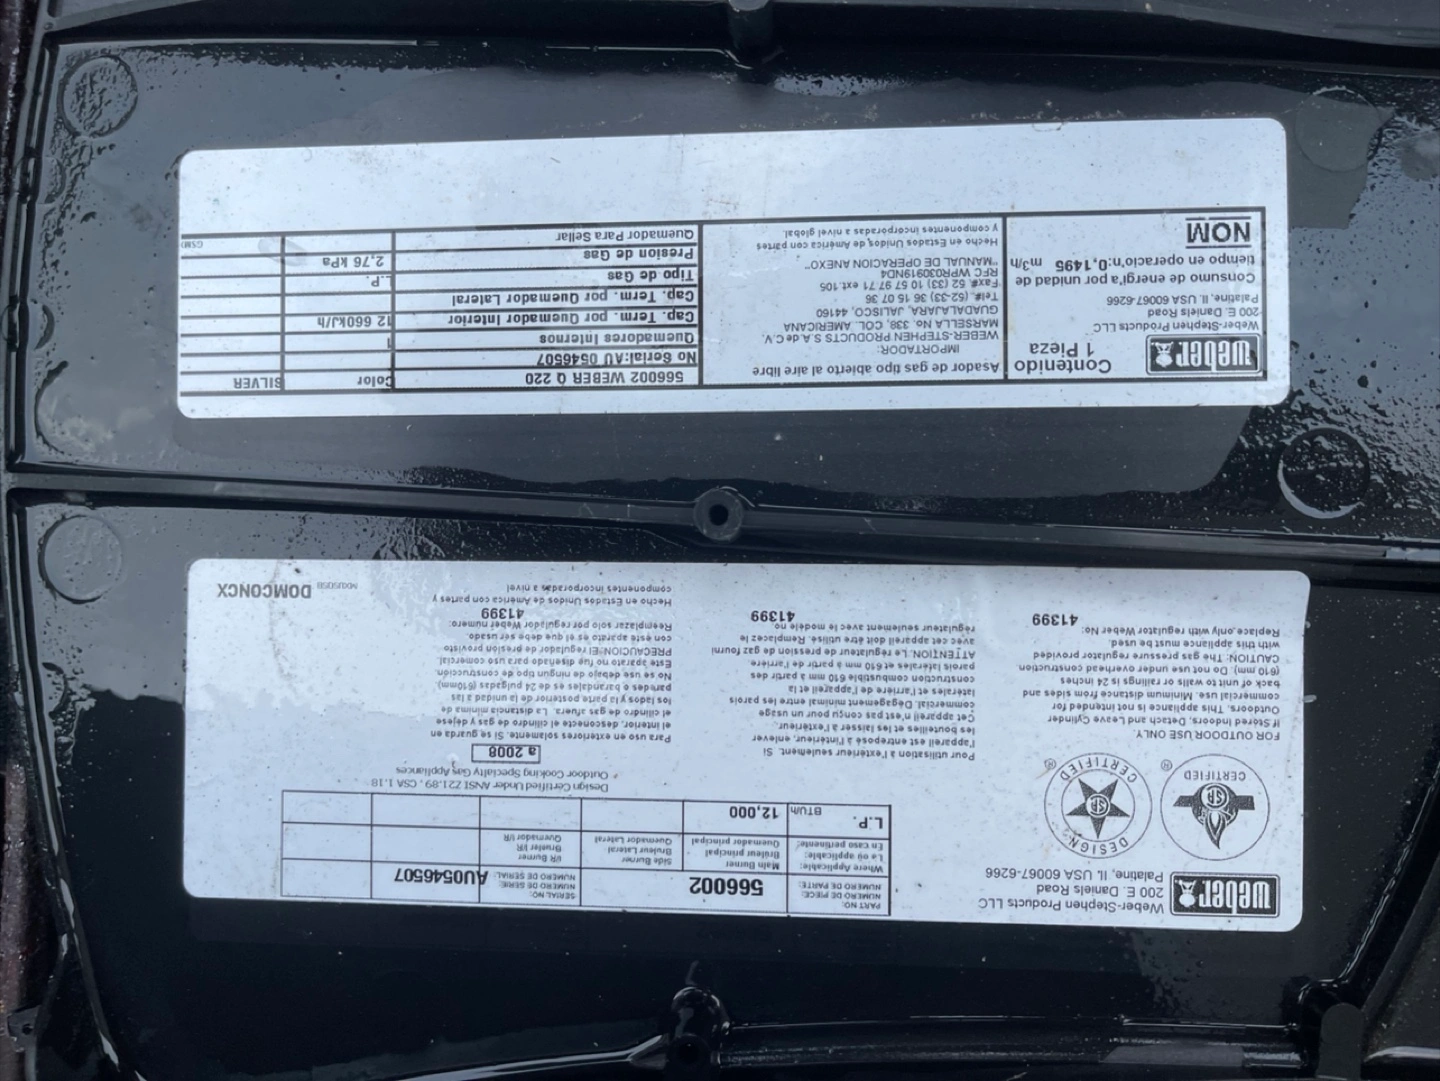 weber
Weber-Stephen Products LLC
200 E. Daniels Road
Palatine, IL USA 60067-6266
CERTIFIED
®
DESIGN
CERTIFIED
®
FOR OUTDOOR USE ONLY.
If Stored Indoors, Detach and Leave Cylinder
Outdoors. This appliance is not intended for
commercial use. Minimum distance from sides and
back of unit to walls or railings is 24 inches
(610 mm). Do not use under overhead construction
CAUTION: The gas pressure regulator provided
with this appliance must be used.
Replace only with regulator Weber No:
41399
PART NO:
NUMERO DE PIECE:
NUMERO DE PARTE:
566002
SERIAL NO:
NUMERO DE SERIE:
NUMERO DE SERIE:
AU0546507
Where Applicable:
Le où applicable:
En caso pertinente:
Main Burner
Brûleur principal
Quemador principal
Side Burner
Bruleur Lateral
Quemador Lateral
I/R Burner
Bruleur I/R
Quemador I/R
L.P.
BTU/h
12,000
Design Certified Under ANSI Z21.89 , CSA 1.18
Outdoor Cooking Specialty Gas Appliances
a 2008
Pour utilisation a l'extérieur seulement. Si
l'appareil est entreposé à l'intérieur, enlever
les bouteilles et les laisser à l'extérieur.
Cet appareil n'est pas conçu pour un usage
commercial. Dégagement minimal entre les parois
latérales et l'arrière de l'appareil et la
construction combustible 610 mm a partir des
parois latérales et 610 mm à partir de l'arrière.
ATTENTION. Le régulateur de pression de gaz fourni
avec cet appareil doit être utilisé. Remplacez le
régulateur seulement avec le modèle no.
41399
Para uso en exteriores solamente. Si se guarda en
el interior, desconecte el cilindro de gas y dejese
el cilindro de gas afuera. La distancia minima de
los lados y la parte posterior de la unidad a las
paredes o barandales es de 24 pulgadas (610mm)
No se use debajo de ningun tipo de construcción.
Este aparato no fue diseñado para uso comercial.
PRECAUCION: El regulador de presión provisto
con este aparato es el que debe ser usado.
Reemplazar solo por regulador Weber número:
41399
Hecho en Estados Unidos de América con partes y
componentes incorporadas a nivel
DOMCONCX
weber
Contenido
1 Pieza
Weber-Stephen Products LLC
200 E. Daniels Road
Palatine, Il. USA 60067-6266
Consumo de energi'a por unidad de
tiempo en operacio'n:0,1495 m³/h
NOM
Asador de gas tipo abierto al aire libre
IMPORTADOR:
WEBER-STEPHEN PRODUCTS S.A. de C.V.
MARSELLA No. 338, COL. AMERICANA
GUADALAJARA, JALISCO, 44160
Tel#. (52-33) 36 15 07 36
Fax#. 52 (33) 10 57 97 71 ext. 105
RFC WPR030919ND4
"MANUAL DE OPERACION ANEXO"
Hecho en Estados Unidos de América con partes
y componentes incorporadas a nivel global.
566002 WEBER Q 220
Color
SILVER
No Serial:AU 0546507
Quemadores Internos
1
Cap. Term. por Quemador Interior
12 660kJ/h
Cap. Term. por Quemador Lateral
Tipo de Gas
L.P.
Presion de Gas
2,76 kPa
Quemador Para Sellar